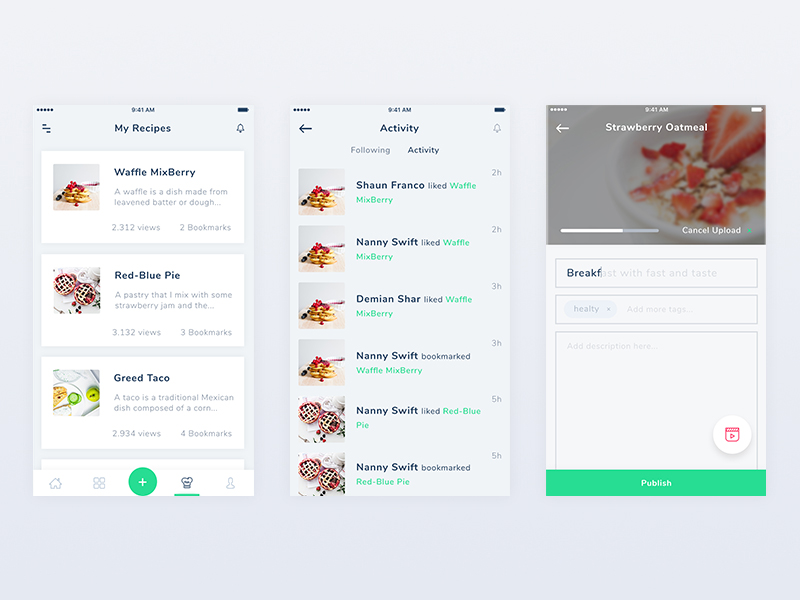 9:41 AM
My Recipes
Waffle MixBerry
A waffle is a dish made from
leavened batter or dough...
2.312 views
2 Bookmarks
Red-Blue Pie
A pastry that I mix with some
strawberry jam and the...
3.132 views
3 Bookmarks
Greed Taco
A taco is a traditional Mexican
dish composed of a corn...
2.934 views
4 Bookmarks
9:41 AM
Activity
Following
Activity
2h
Shaun Franco liked Waffle
MixBerry
2h
Nanny Swift liked Waffle
MixBerry
3h
Demian Shar liked Waffle
MixBerry
3h
Nanny Swift bookmarked
Waffle MixBerry
5h
Nanny Swift liked Red-Blue
Pie
5h
Nanny Swift bookmarked
Red-Blue Pie
9:41 AM
Strawberry Oatmeal
Cancel Upload
Breakfast with fast and taste
healty ×
Add more tags...
Add description here...
Publish